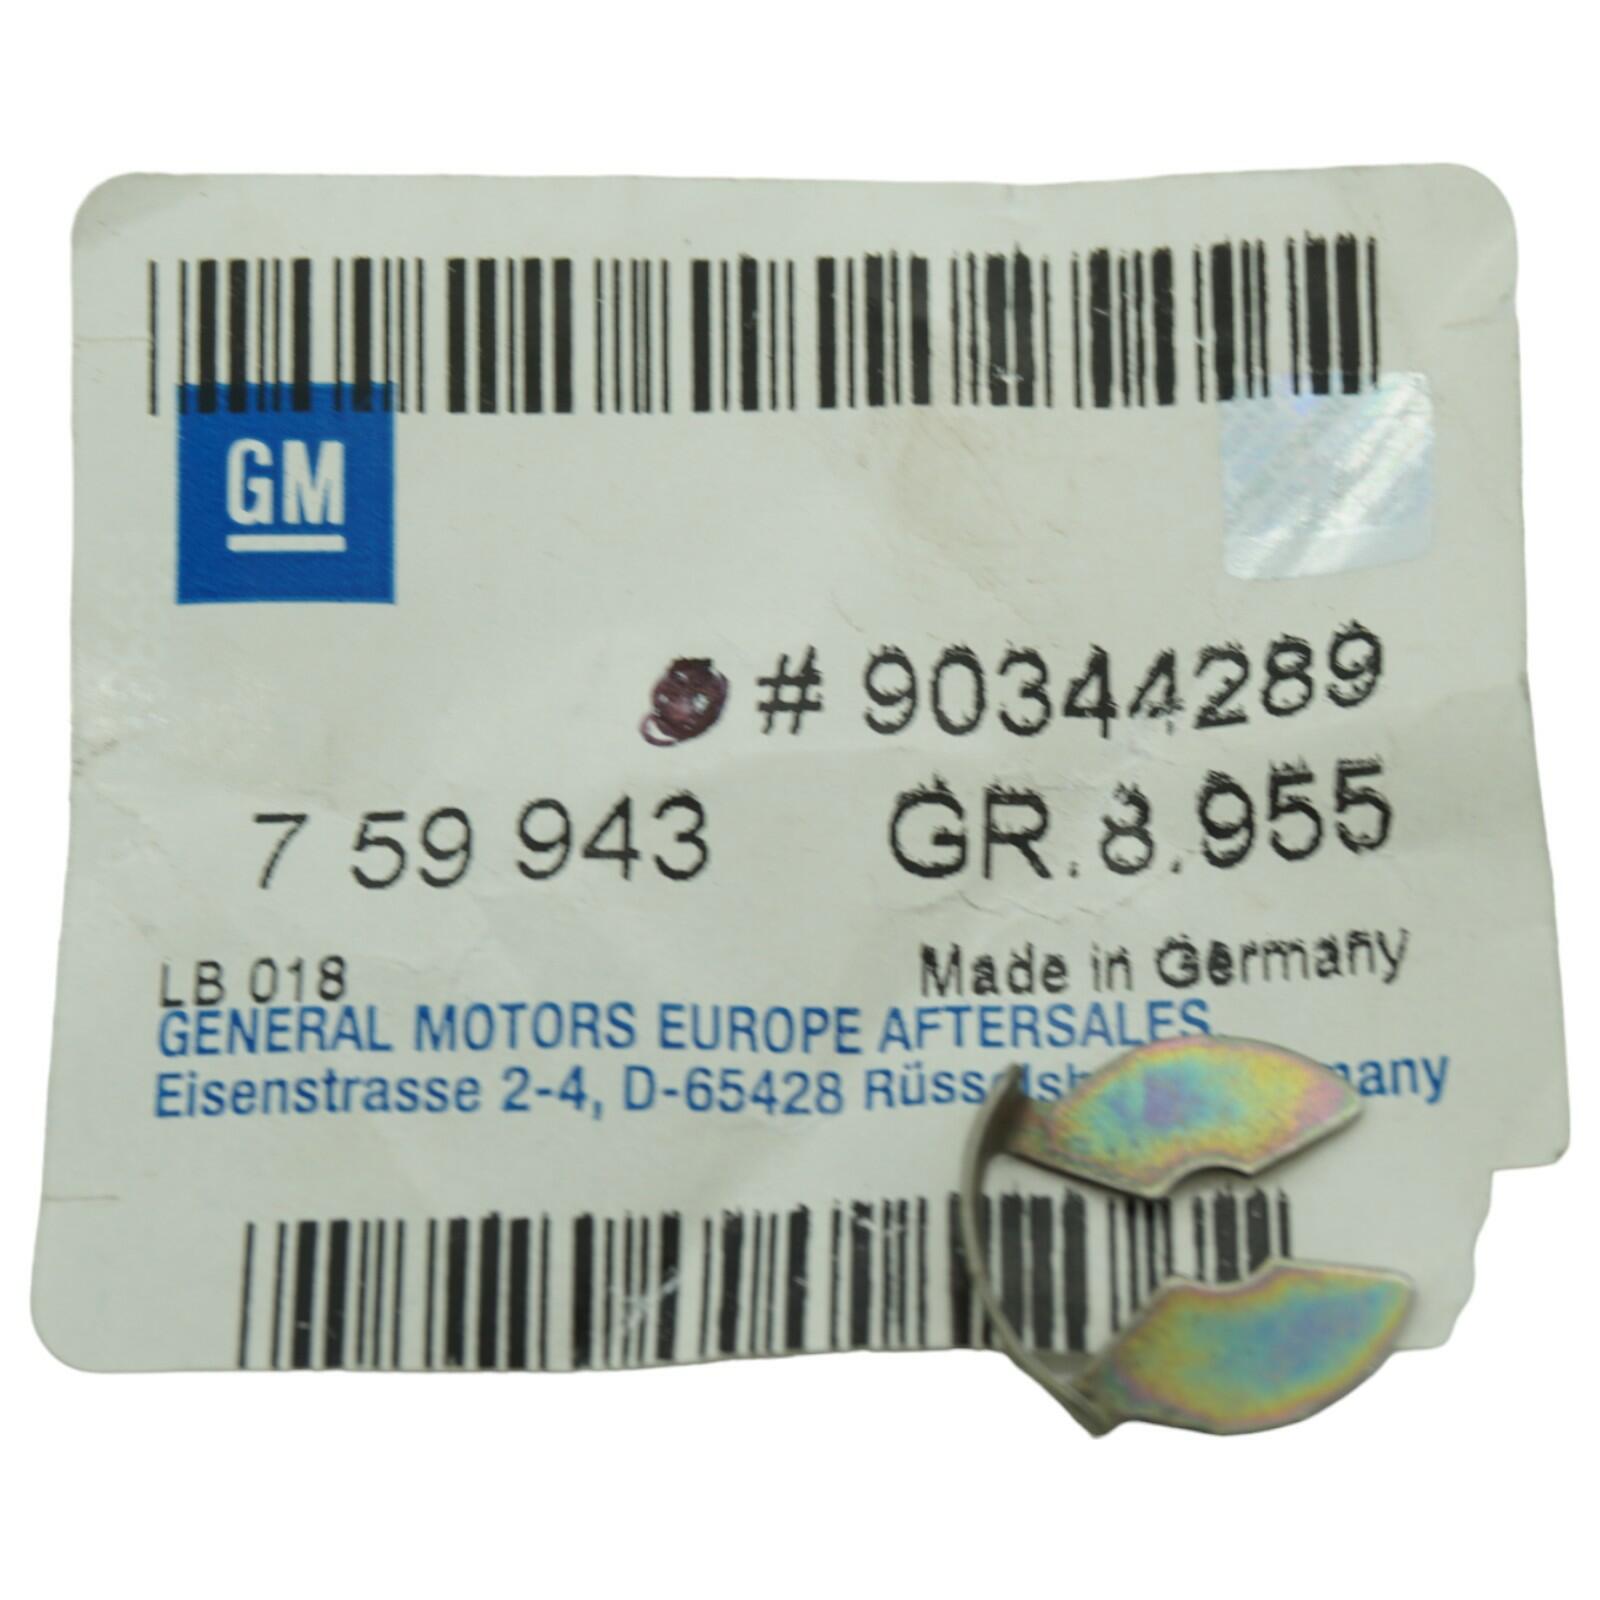 GM
# 90344289
7 59 943 GR. 8.955
LB 018 Made in Germany
GENERAL MOTORS EUROPE AFTERSALES
Eisenstrasse 2-4, D-65428